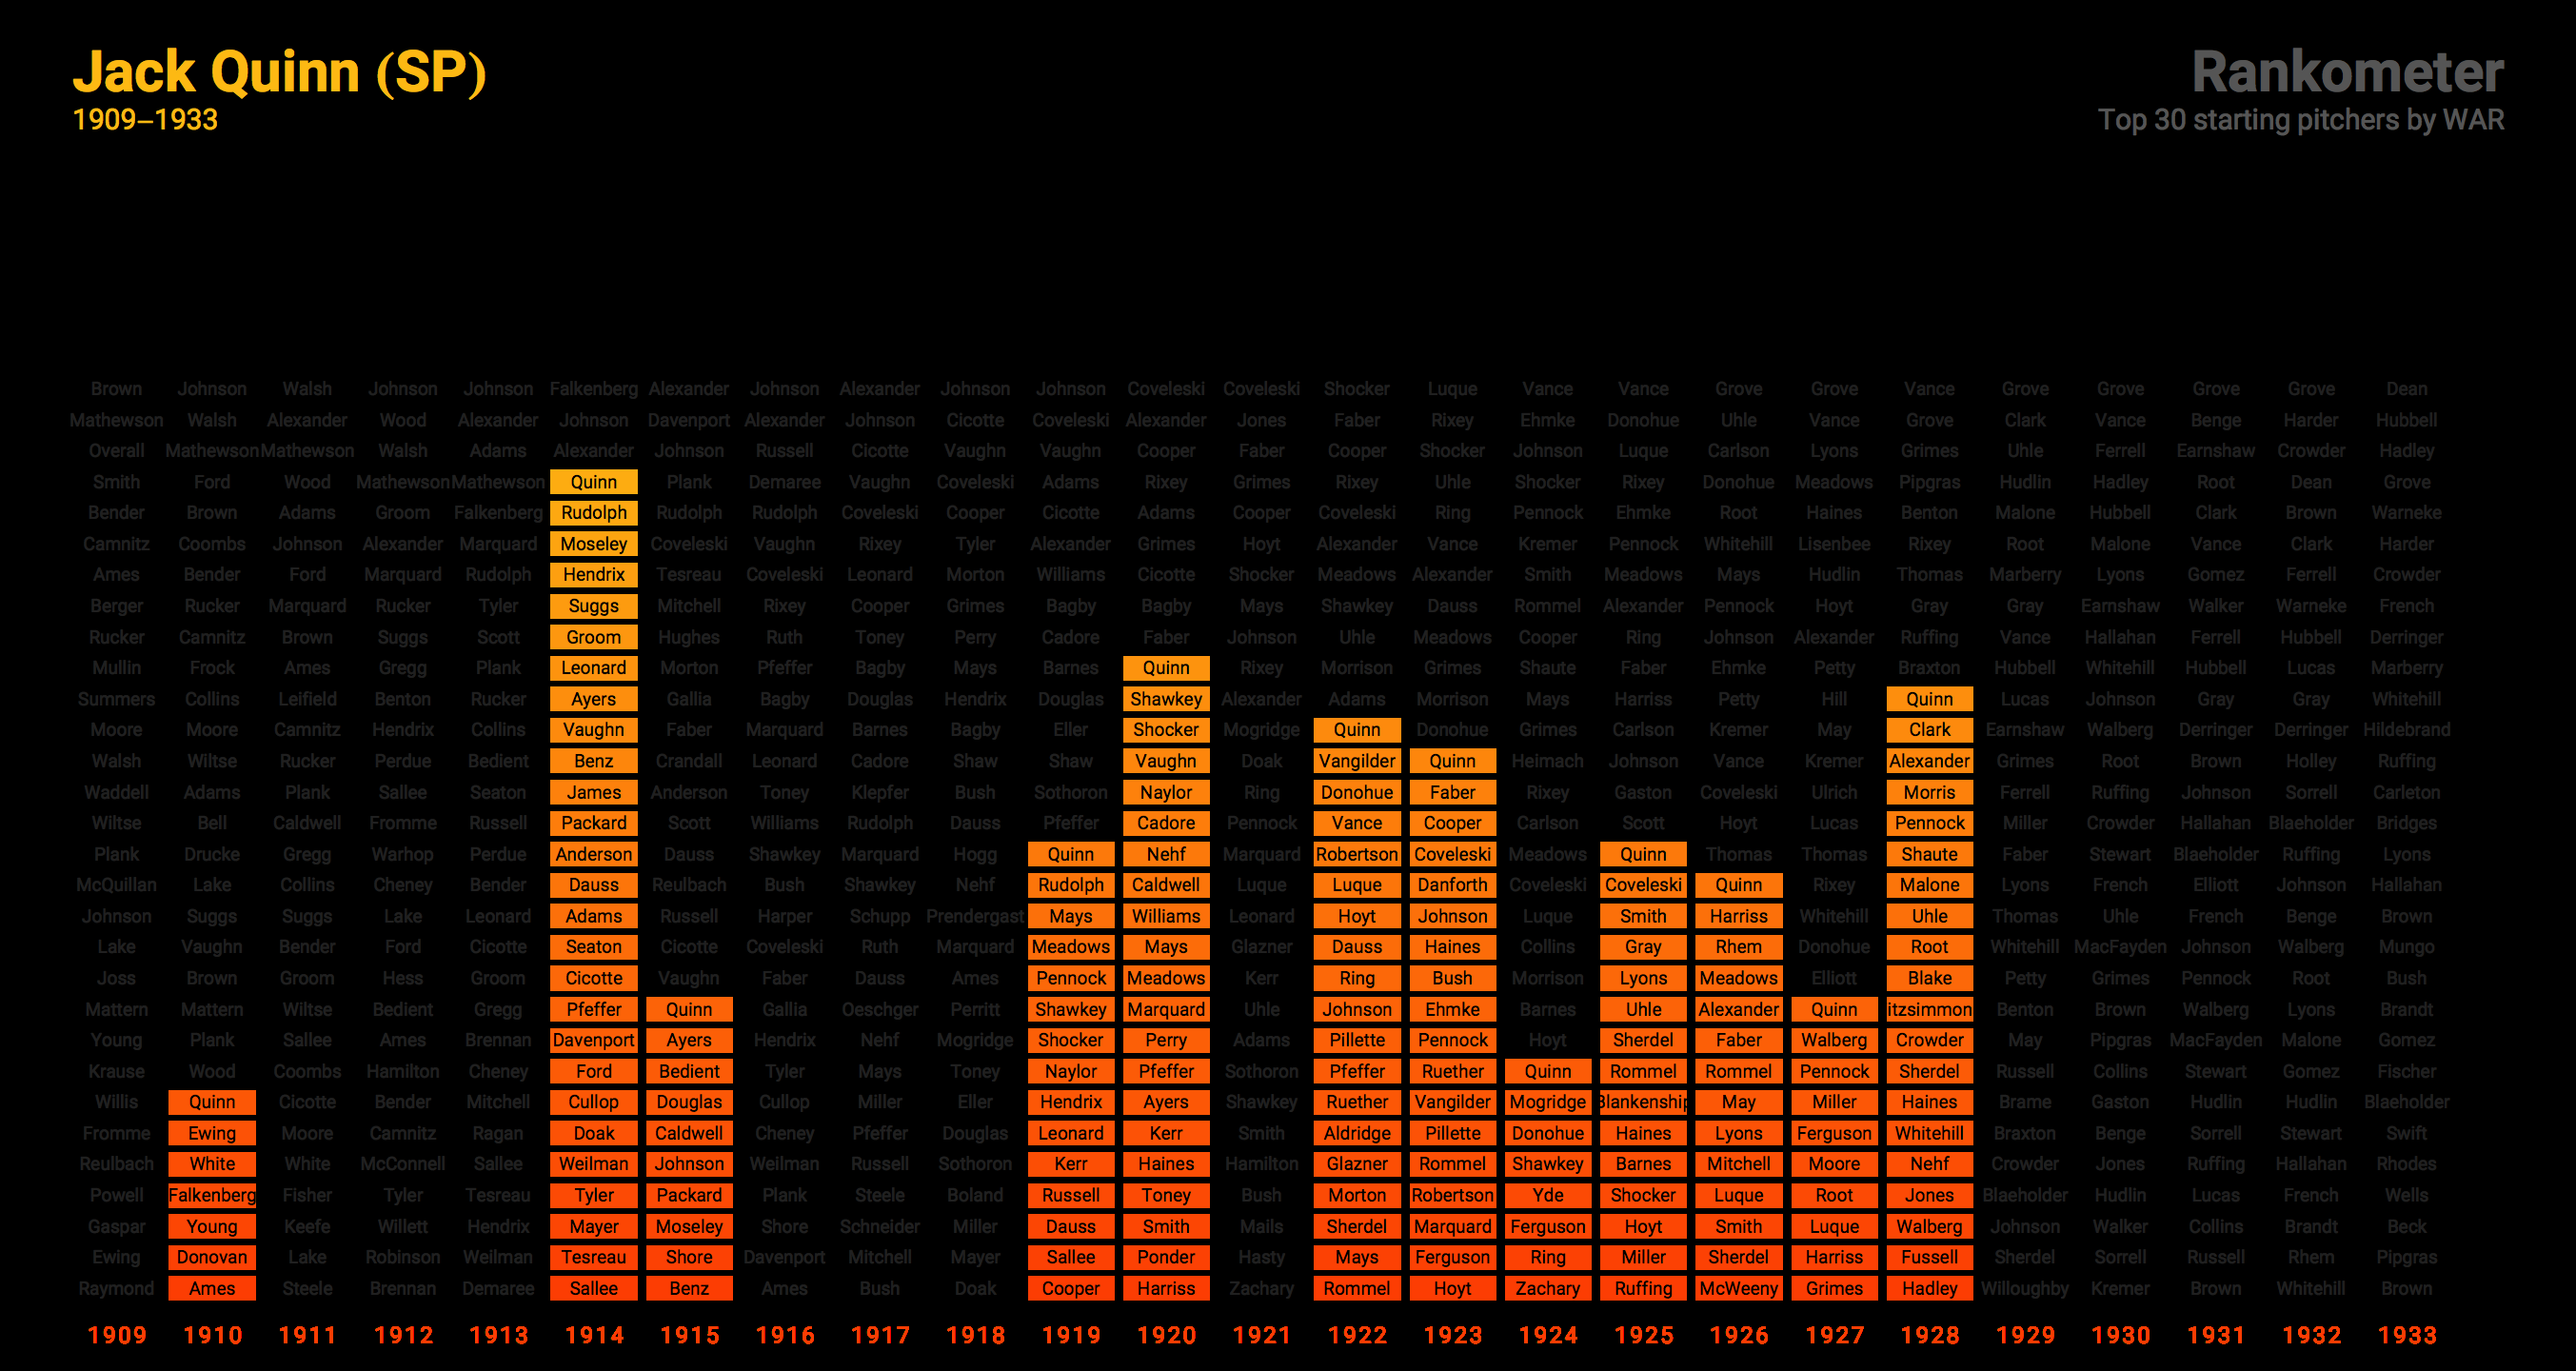 Jack Quinn (SP)
1909–1933
Rankometer
Top 30 starting pitchers by WAR
Brown Johnson Walsh Johnson Johnson Falkenberg Alexander Johnson Alexander Johnson Johnson Coveleski Coveleski Shocker Luque Vance Vance Grove Grove Vance Grove Grove Grove Grove Dean
Mathewson Walsh Alexander Wood Alexander Johnson Davenport Alexander Johnson Cicotte Coveleski Alexander Jones Faber Rixey Ehmke Donohue Uhle Vance Grove Clark Vance Benge Harder Hubbell
Overall Mathewson Mathewson Walsh Adams Alexander Johnson Russell Cicotte Vaughn Vaughn Cooper Faber Cooper Shocker Johnson Luque Carlson Lyons Grimes Uhle Ferrell Earnshaw Crowder Hadley
Smith Ford Wood Mathewson Mathewson Quinn Plank Demaree Vaughn Coveleski Adams Rixey Grimes Rixey Uhle Shocker Rixey Donohue Meadows Pipgras Hudlin Hadley Root Dean Grove
Bender Brown Adams Groom Falkenberg Rudolph Rudolph Rudolph Coveleski Cooper Cicotte Adams Cooper Coveleski Ring Pennock Ehmke Root Haines Benton Malone Hubbell Clark Brown Warneke
Camnitz Coombs Johnson Alexander Marquard Moseley Coveleski Vaughn Rixey Tyler Alexander Grimes Hoyt Alexander Vance Kremer Pennock Whitehill Lisenbee Rixey Root Malone Vance Clark Harder
Ames Bender Ford Marquard Rudolph Hendrix Tesreau Coveleski Leonard Morton Williams Cicotte Shocker Meadows Alexander Smith Meadows Mays Hudlin Thomas Marberry Lyons Gomez Ferrell Crowder
Berger Rucker Marquard Rucker Tyler Suggs Mitchell Rixey Cooper Grimes Bagby Bagby Mays Shawkey Dauss Rommel Alexander Pennock Hoyt Gray Gray Earnshaw Walker Warneke French
Rucker Camnitz Brown Suggs Scott Groom Hughes Ruth Toney Perry Cadore Faber Johnson Uhle Meadows Cooper Ring Johnson Alexander Ruffing Vance Hallahan Ferrell Hubbell Derringer
Mullin Frock Ames Gregg Plank Leonard Morton Pfeffer Bagby Mays Barnes Quinn Rixey Morrison Grimes Shaute Faber Ehmke Petty Braxton Hubbell Whitehill Hubbell Lucas Marberry
Summers Collins Leifield Benton Rucker Ayers Gallia Bagby Douglas Hendrix Douglas Shawkey Alexander Adams Morrison Mays Harriss Petty Hill Quinn Lucas Johnson Gray Gray Whitehill
Moore Moore Camnitz Hendrix Collins Vaughn Faber Marquard Barnes Bagby Eller Shocker Mogridge Quinn Donohue Grimes Carlson Kremer May Clark Earnshaw Walberg Derringer Derringer Hildebrand
Walsh Wiltse Rucker Perdue Bedient Benz Crandall Leonard Cadore Shaw Shaw Vaughn Doak Vangilder Quinn Heimach Johnson Vance Kremer Alexander Grimes Root Brown Holley Ruffing
Waddell Adams Plank Sallee Seaton James Anderson Toney Klepfer Bush Sothoron Naylor Ring Donohue Faber Rixey Gaston Coveleski Ulrich Morris Ferrell Ruffing Johnson Sorrell Carleton
Wiltse Bell Caldwell Fromme Russell Packard Scott Williams Rudolph Dauss Pfeffer Cadore Pennock Vance Cooper Carlson Scott Hoyt Lucas Pennock Miller Crowder Hallahan Blaeholder Bridges
Plank Drucke Gregg Warhop Perdue Anderson Dauss Shawkey Marquard Hogg Quinn Nehf Marquard Robertson Coveleski Meadows Quinn Thomas Thomas Shaute Faber Stewart Blaeholder Ruffing Lyons
McQuillan Lake Collins Cheney Bender Dauss Reulbach Bush Shawkey Nehf Rudolph Caldwell Luque Luque Danforth Coveleski Coveleski Quinn Rixey Malone Lyons French Elliott Johnson Hallahan
Johnson Suggs Suggs Lake Leonard Adams Russell Harper Schupp Prendergast Mays Williams Leonard Hoyt Johnson Luque Smith Harriss Whitehill Uhle Thomas Uhle French Benge Brown
Lake Vaughn Bender Ford Cicotte Seaton Cicotte Coveleski Ruth Marquard Meadows Mays Glazner Dauss Haines Collins Gray Rhem Donohue Root Whitehill MacFayden Johnson Walberg Mungo
Joss Brown Groom Hess Groom Cicotte Vaughn Faber Dauss Ames Pennock Meadows Kerr Ring Bush Morrison Lyons Meadows Elliott Blake Petty Grimes Pennock Root Bush
Mattern Mattern Wiltse Bedient Gregg Pfeffer Quinn Gallia Oeschger Perritt Shawkey Marquard Uhle Johnson Ehmke Barnes Uhle Alexander Quinn itzsimmon Benton Brown Walberg Lyons Brandt
Young Plank Sallee Ames Brennan Davenport Ayers Hendrix Nehf Mogridge Shocker Perry Adams Pillette Pennock Hoyt Sherdel Faber Walberg Crowder May Pipgras MacFayden Malone Gomez
Krause Wood Coombs Hamilton Cheney Ford Bedient Tyler Mays Toney Naylor Pfeffer Sothoron Pfeffer Ruether Quinn Rommel Rommel Pennock Sherdel Russell Collins Stewart Gomez Fischer
Willis Quinn Cicotte Bender Mitchell Cullop Douglas Cullop Miller Eller Hendrix Ayers Shawkey Ruether Vangilder Mogridge Blankenship May Miller Haines Brame Gaston Hudlin Hudlin Blaeholder
Fromme Ewing Moore Camnitz Ragan Doak Caldwell Cheney Pfeffer Douglas Leonard Kerr Smith Aldridge Pillette Donohue Haines Lyons Ferguson Whitehill Braxton Benge Sorrell Stewart Swift
Reulbach White White McConnell Sallee Weilman Johnson Weilman Russell Sothoron Kerr Haines Hamilton Glazner Rommel Shawkey Barnes Mitchell Moore Nehf Crowder Jones Ruffing Hallahan Rhodes
Powell Falkenberg Fisher Tyler Tesreau Tyler Packard Plank Steele Boland Russell Toney Bush Morton Robertson Yde Shocker Luque Root Jones Blaeholder Hudlin Lucas French Wells
Gaspar Young Keefe Willett Hendrix Mayer Moseley Shore Schneider Miller Dauss Smith Mails Sherdel Marquard Ferguson Hoyt Smith Luque Walberg Johnson Walker Collins Brandt Beck
Ewing Donovan Lake Robinson Weilman Tesreau Shore Davenport Mitchell Mayer Sallee Ponder Hasty Mays Ferguson Ring Miller Sherdel Harriss Fussell Sherdel Sorrell Russell Rhem Pipgras
Raymond Ames Steele Brennan Demaree Sallee Benz Ames Bush Doak Cooper Harriss Zachary Rommel Hoyt Zachary Ruffing McWeeny Grimes Hadley Willoughby Kremer Brown Whitehill Brown
1909 1910 1911 1912 1913 1914 1915 1916 1917 1918 1919 1920 1921 1922 1923 1924 1925 1926 1927 1928 1929 1930 1931 1932 1933